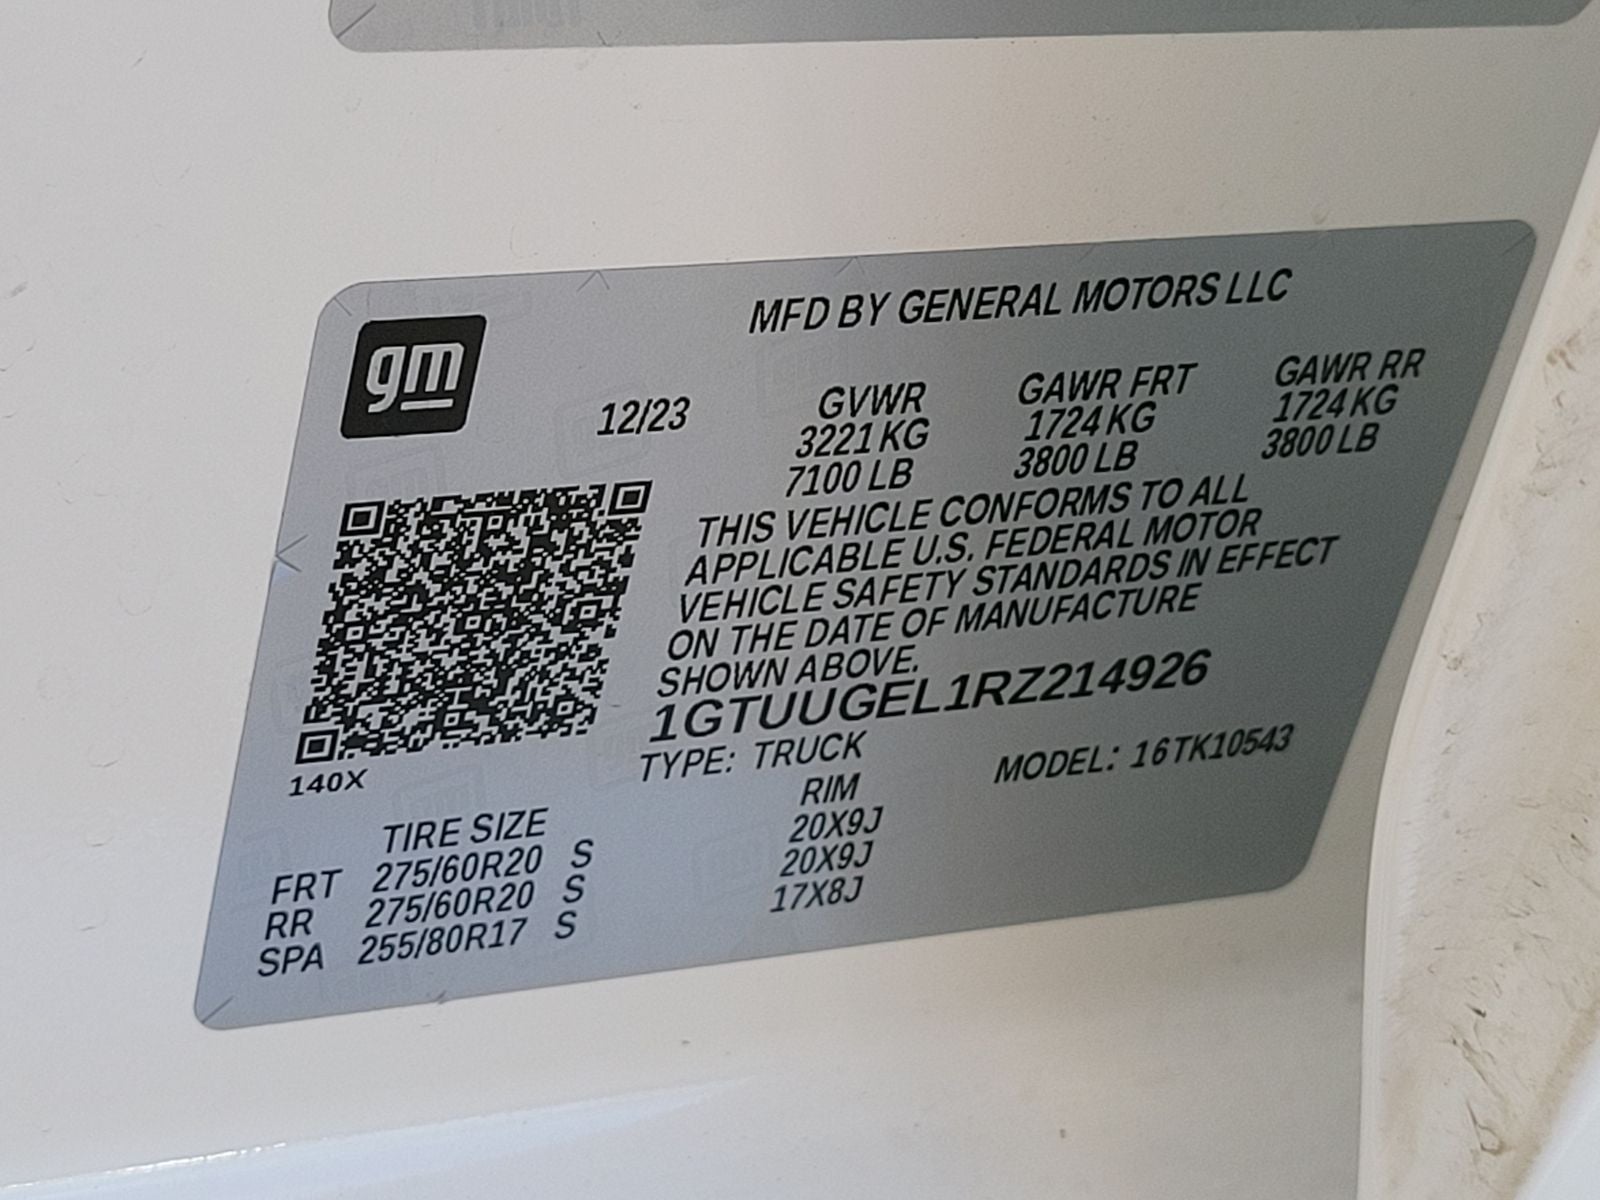 gm
MFD BY GENERAL MOTORS LLC
12/23 GVWR GAWR FRT GAWR RR
3221 KG 1724 KG 1724 KG
7100 LB 3800 LB 3800 LB
THIS VEHICLE CONFORMS TO ALL
APPLICABLE U.S. FEDERAL MOTOR
VEHICLE SAFETY STANDARDS IN EFFECT
ON THE DATE OF MANUFACTURE
SHOWN ABOVE.
1GTUUGEL1RZ214926
TYPE: TRUCK MODEL: 16TK10543
140X
TIRE SIZE RIM
FRT 275/60R20 S 20X9J
RR 275/60R20 S 20X9J
SPA 255/80R17 S 17X8J